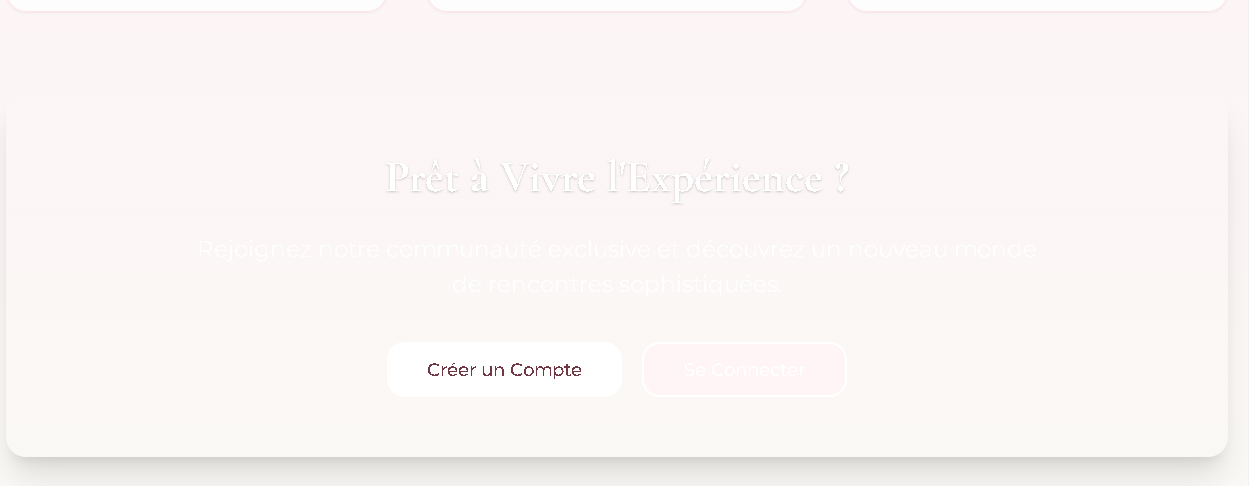 Prêt à Vivre l'Expérience ?
Rejoignez notre communauté exclusive et découvrez un nouveau monde
de rencontres sophistiquées.
Créer un Compte
Se Connecter